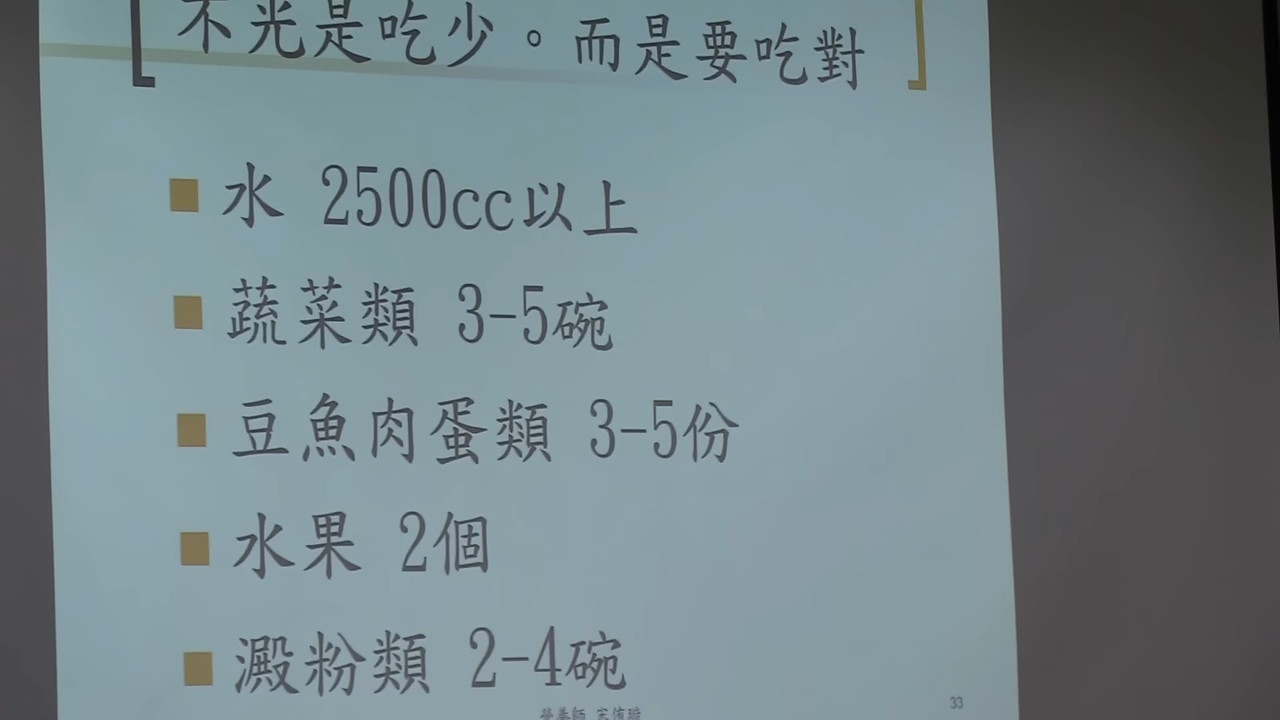 不光是吃少。而是要吃對
水 2500cc以上
蔬菜類 3-5碗
豆魚肉蛋類 3-5份
水果 2個
澱粉類 2-4碗
33